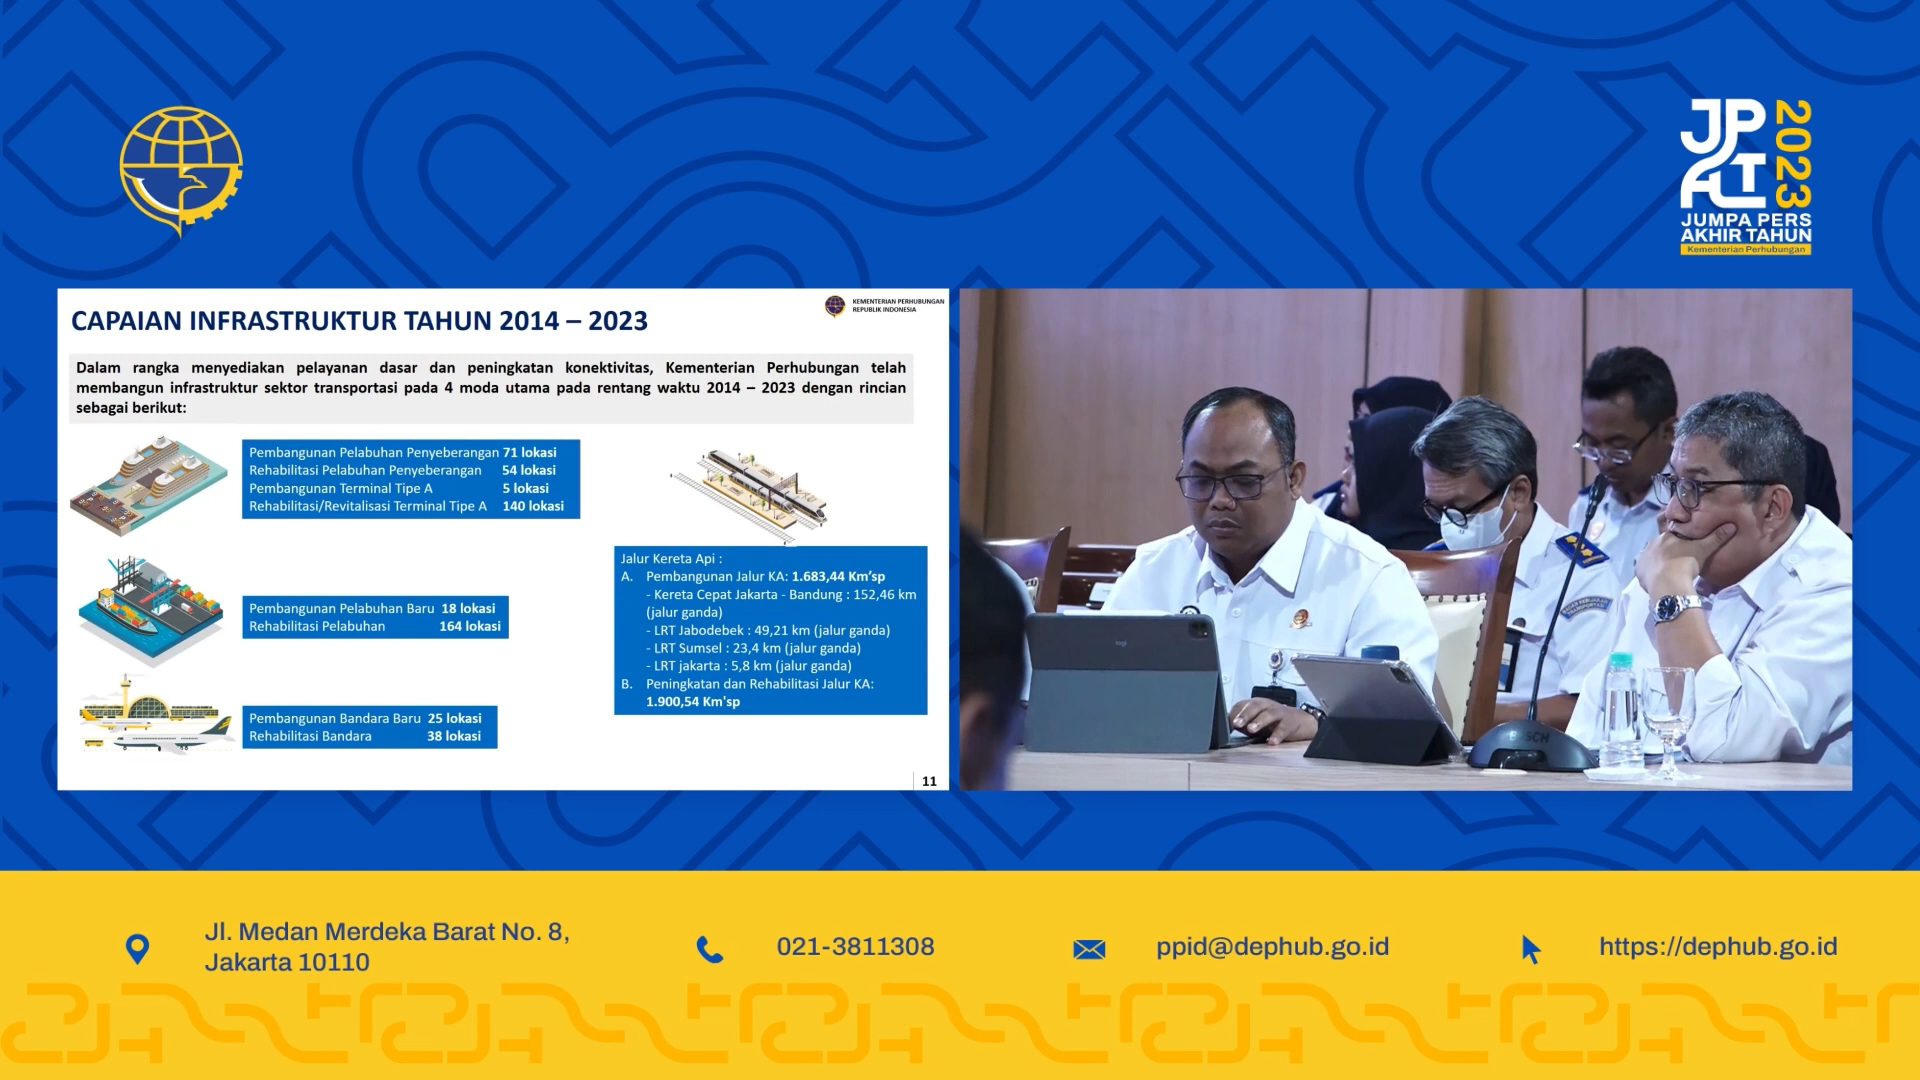 JPAT 2023
JUMPA PERS
AKHIR TAHUN
Kementerian Perhubungan
KEMENTERIAN PERHUBUNGAN
REPUBLIK INDONESIA
CAPAIAN INFRASTRUKTUR TAHUN 2014 – 2023
Dalam rangka menyediakan pelayanan dasar dan peningkatan konektivitas, Kementerian Perhubungan telah
membangun infrastruktur sektor transportasi pada 4 moda utama pada rentang waktu 2014 – 2023 dengan rincian
sebagai berikut:
Pembangunan Pelabuhan Penyeberangan 71 lokasi
Rehabilitasi Pelabuhan Penyeberangan 54 lokasi
Pembangunan Terminal Tipe A 5 lokasi
Rehabilitasi/Revitalisasi Terminal Tipe A 140 lokasi
Pembangunan Pelabuhan Baru 18 lokasi
Rehabilitasi Pelabuhan 164 lokasi
Pembangunan Bandara Baru 25 lokasi
Rehabilitasi Bandara 38 lokasi
Jalur Kereta Api :
A. Pembangunan Jalur KA: 1.683,44 Km’sp
- Kereta Cepat Jakarta - Bandung : 152,46 km
(jalur ganda)
- LRT Jabodebek : 49,21 km (jalur ganda)
- LRT Sumsel : 23,4 km (jalur ganda)
- LRT jakarta : 5,8 km (jalur ganda)
B. Peningkatan dan Rehabilitasi Jalur KA:
1.900,54 Km'sp
11
BOSCH
Jl. Medan Merdeka Barat No. 8,
Jakarta 10110
021-3811308
ppid@dephub.go.id
https://dephub.go.id